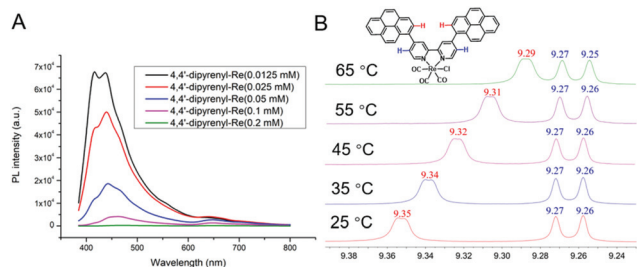 A
B
7x10⁴
6x10⁴
5x10⁴
4x10⁴
3x10⁴
2x10⁴
1x10⁴
0
PL intensity (a.u.)
4,4'-dipyrenyl-Re(0.0125 mM)
4,4'-dipyrenyl-Re(0.025 mM)
4,4'-dipyrenyl-Re(0.05 mM)
4,4'-dipyrenyl-Re(0.1 mM)
4,4'-dipyrenyl-Re(0.2 mM)
400 500 600 700 800
Wavelength (nm)
H H
H H
N N
OC Re Cl
OC CO
65 °C 9.29 9.27 9.25
55 °C 9.31 9.27 9.26
45 °C 9.32 9.27 9.26
35 °C 9.34 9.27 9.26
25 °C 9.35 9.27 9.26
9.38 9.36 9.34 9.32 9.30 9.28 9.26 9.24